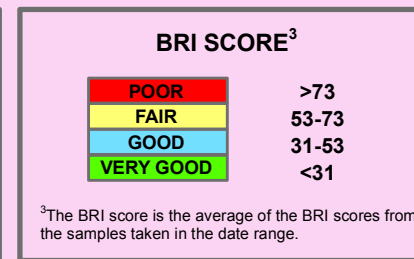 BRI SCORE³
POOR >73
FAIR 53-73
GOOD 31-53
VERY GOOD <31
³The BRI score is the average of the BRI scores from
the samples taken in the date range.